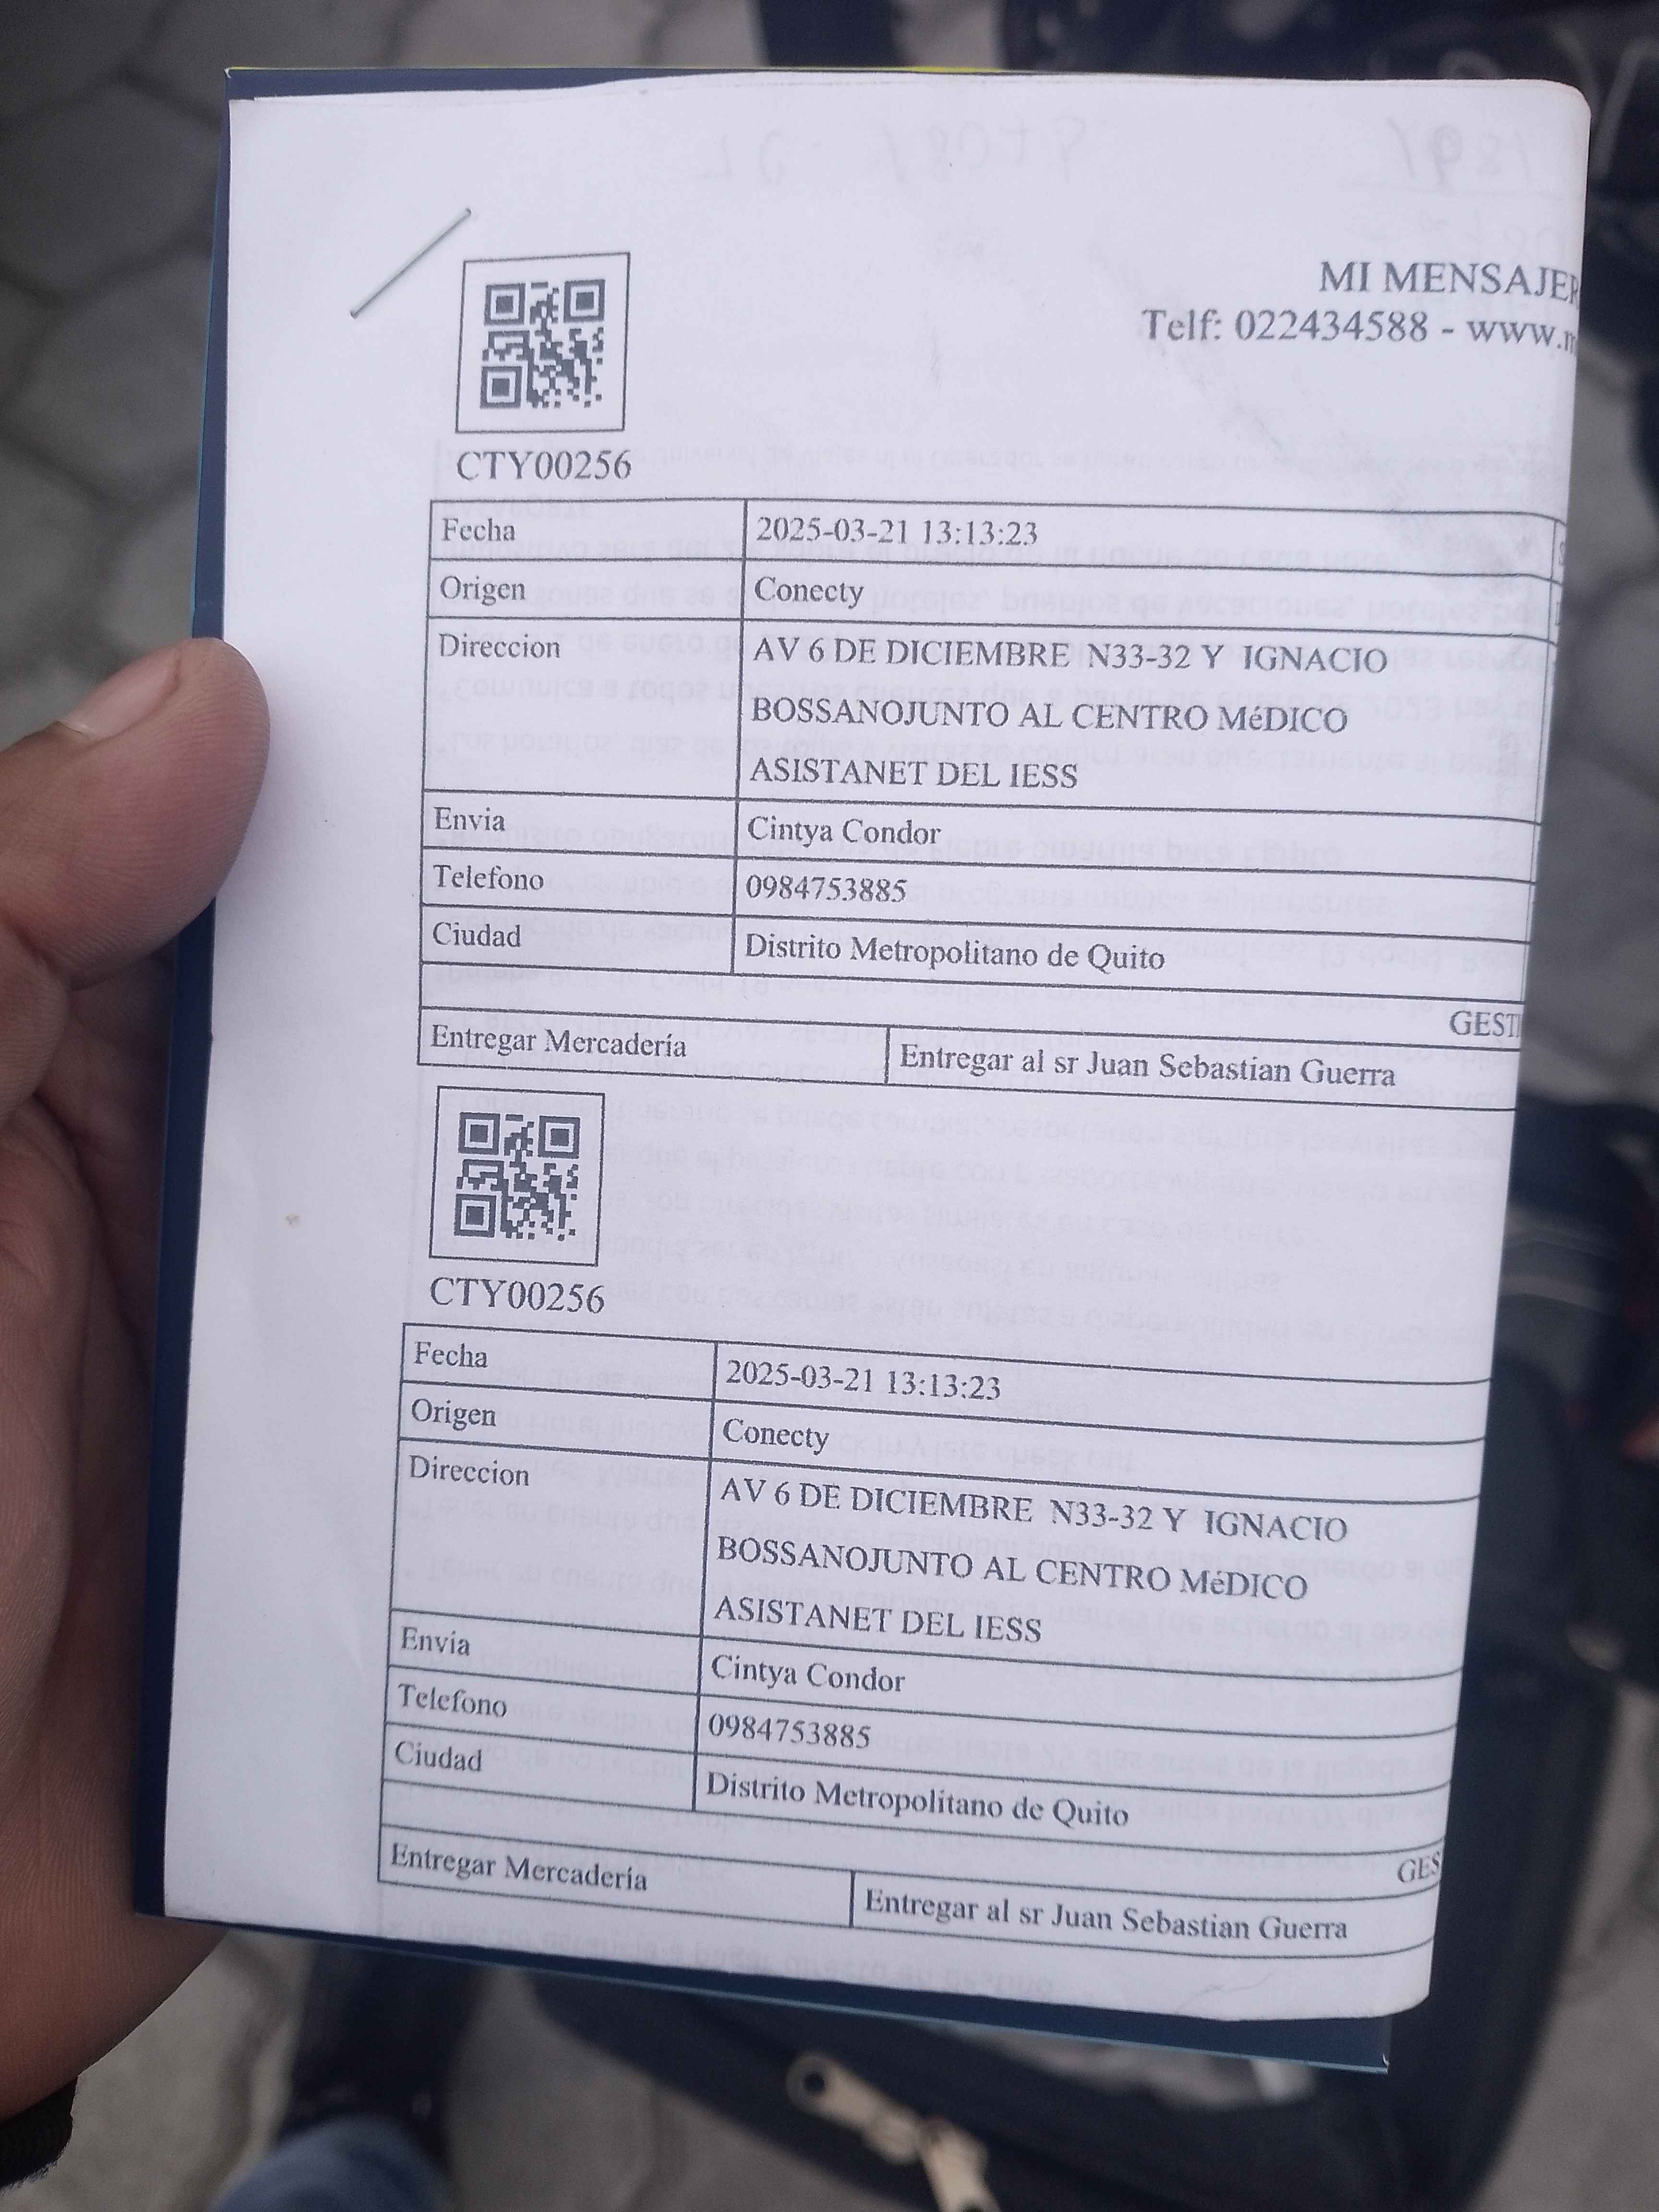 MI MENSAJER
Telf: 022434588 - www.m
CTY00256
Fecha 2025-03-21 13:13:23
Origen Conecty
Direccion AV 6 DE DICIEMBRE N33-32 Y IGNACIO
BOSSANOJUNTO AL CENTRO MéDICO
ASISTANET DEL IESS
Envia Cintya Condor
Telefono 0984753885
Ciudad Distrito Metropolitano de Quito
GESTI
Entregar Mercadería Entregar al sr Juan Sebastian Guerra
CTY00256
Fecha 2025-03-21 13:13:23
Origen Conecty
Direccion AV 6 DE DICIEMBRE N33-32 Y IGNACIO
BOSSANOJUNTO AL CENTRO MéDICO
ASISTANET DEL IESS
Envia Cintya Condor
Telefono 0984753885
Ciudad Distrito Metropolitano de Quito
GES
Entregar Mercadería Entregar al sr Juan Sebastian Guerra